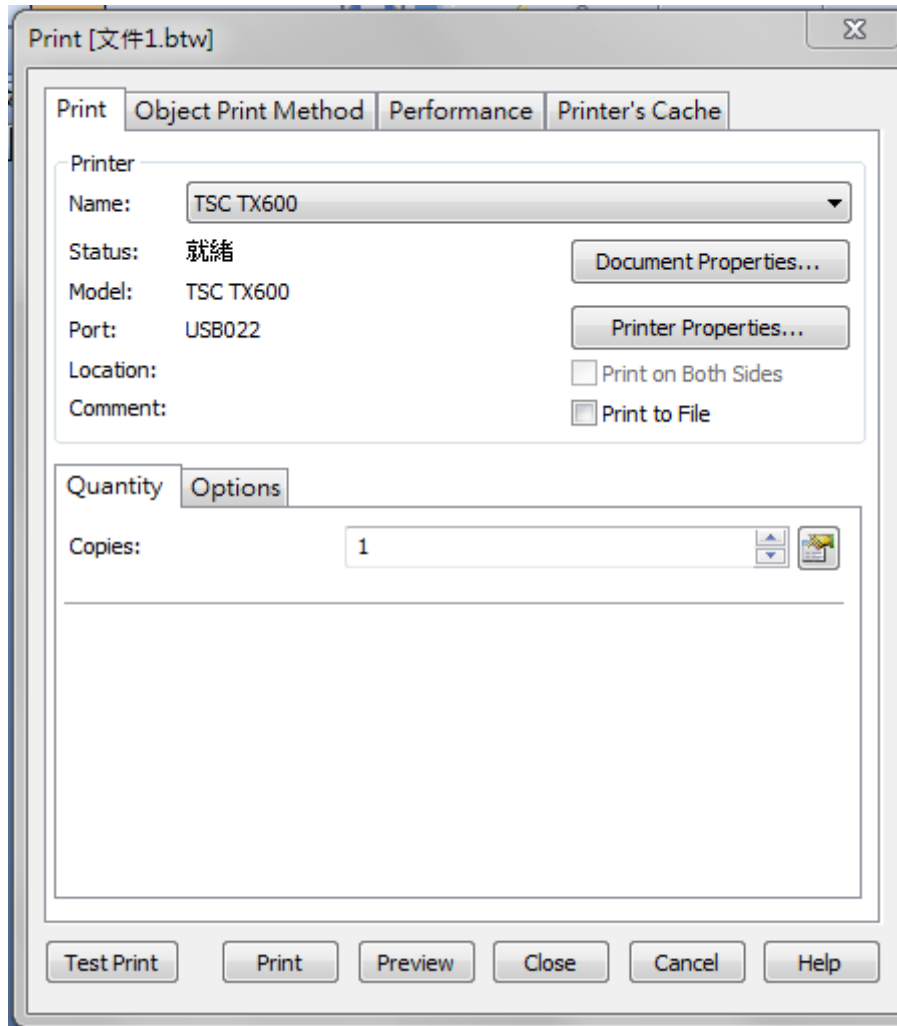 Print [文件1.btw]
Print Object Print Method Performance Printer's Cache
Printer
Name: TSC TX600
Status: 就緒
Document Properties...
Model: TSC TX600
Port: USB022
Printer Properties...
Location:
Print on Both Sides
Comment:
Print to File
Quantity Options
Copies: 1
Test Print Print Preview Close Cancel Help